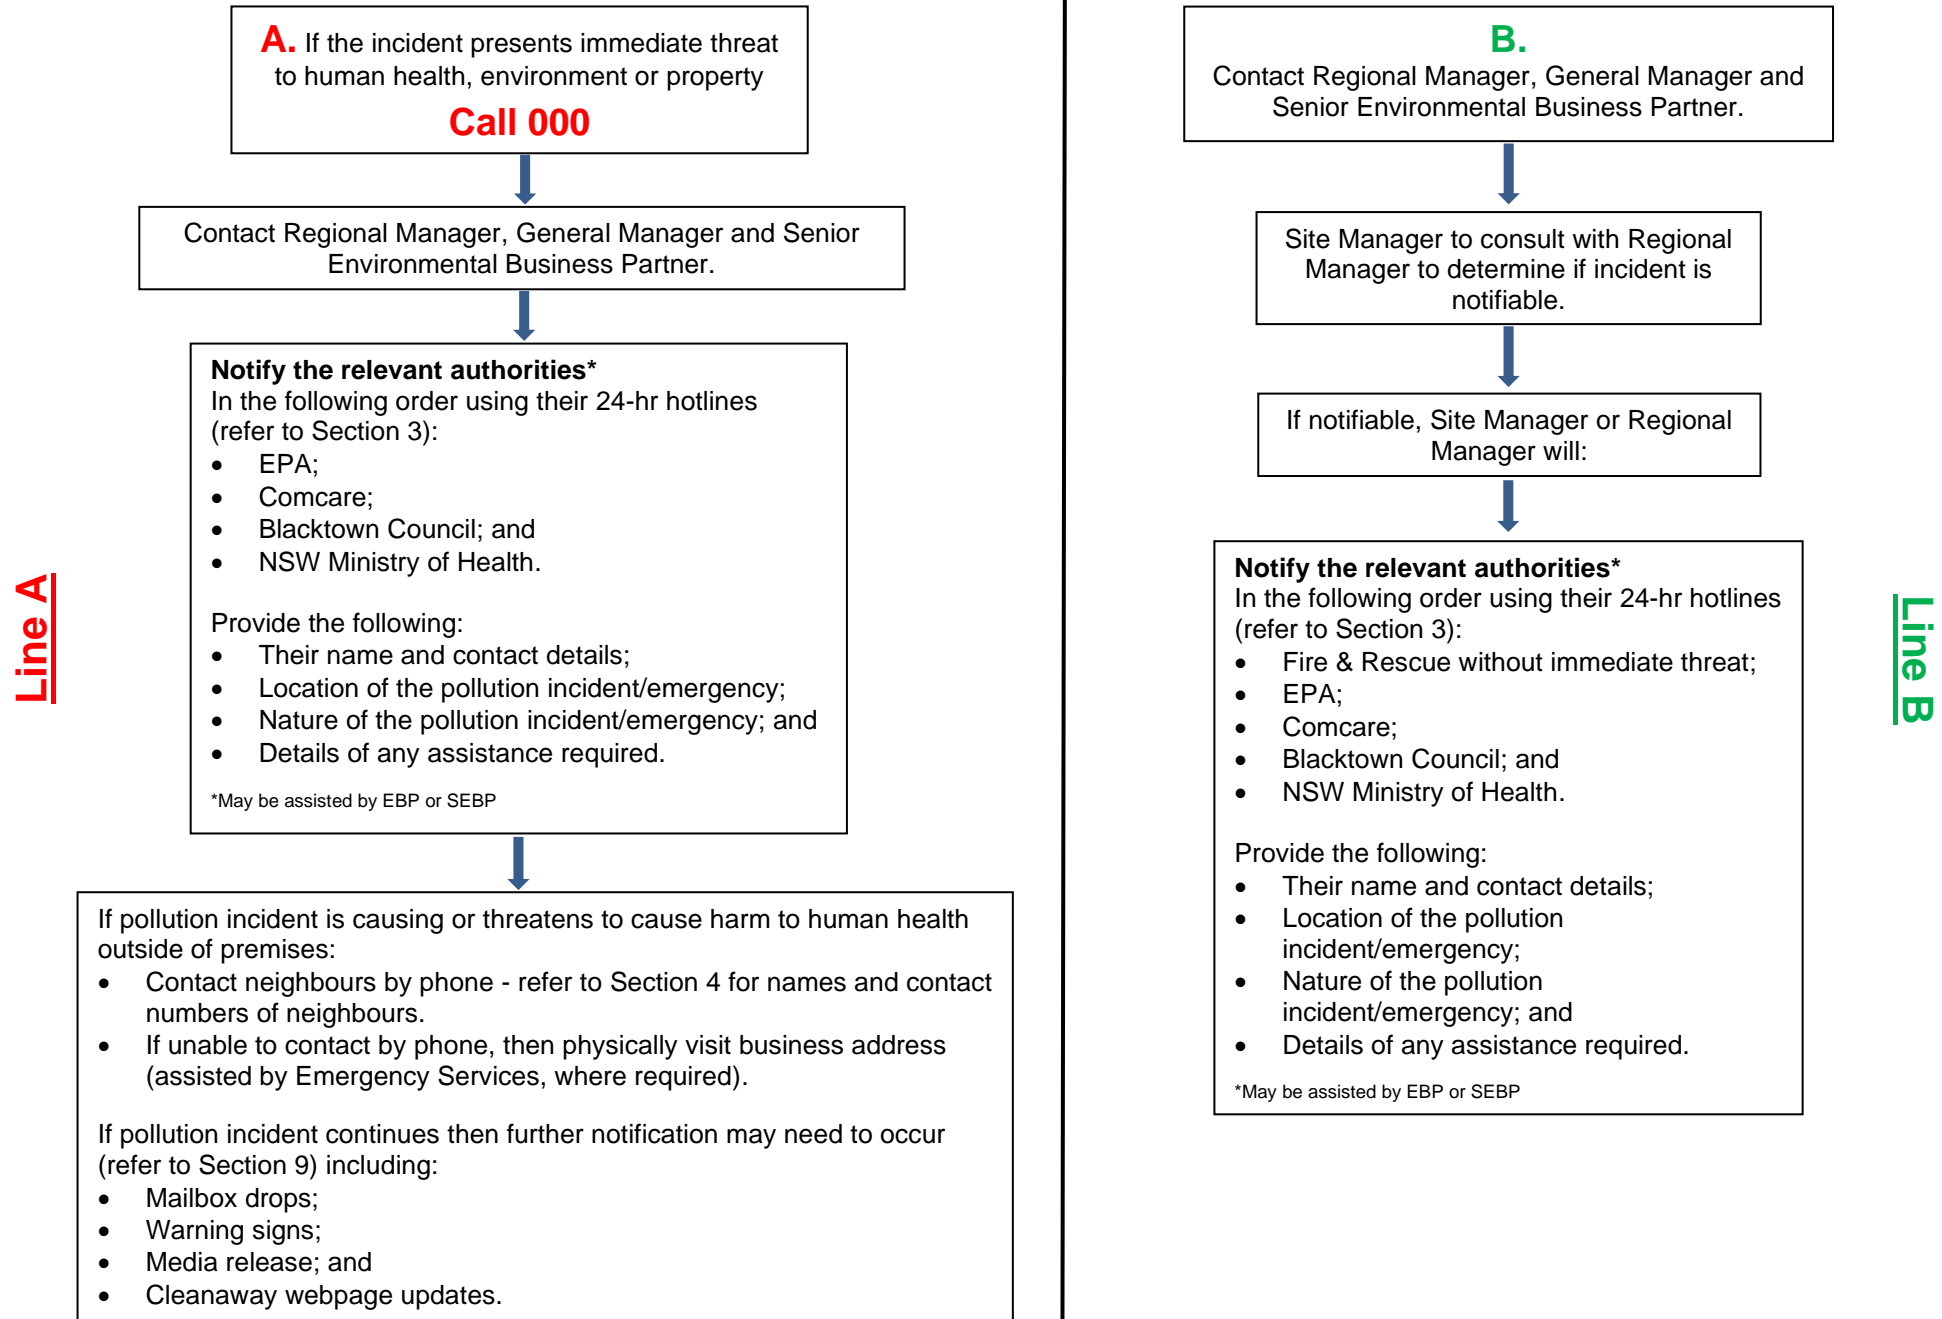 Line A
A. If the incident presents immediate threat
to human health, environment or property
Call 000
Contact Regional Manager, General Manager and Senior
Environmental Business Partner.
Notify the relevant authorities*
In the following order using their 24-hr hotlines
(refer to Section 3):
• EPA;
• Comcare;
• Blacktown Council; and
• NSW Ministry of Health.
Provide the following:
• Their name and contact details;
• Location of the pollution incident/emergency;
• Nature of the pollution incident/emergency; and
• Details of any assistance required.
*May be assisted by EBP or SEBP
If pollution incident is causing or threatens to cause harm to human health
outside of premises:
• Contact neighbours by phone - refer to Section 4 for names and contact
numbers of neighbours.
• If unable to contact by phone, then physically visit business address
(assisted by Emergency Services, where required).
If pollution incident continues then further notification may need to occur
(refer to Section 9) including:
• Mailbox drops;
• Warning signs;
• Media release; and
• Cleanaway webpage updates.
B.
Contact Regional Manager, General Manager and
Senior Environmental Business Partner.
Site Manager to consult with Regional
Manager to determine if incident is
notifiable.
If notifiable, Site Manager or Regional
Manager will:
Notify the relevant authorities*
In the following order using their 24-hr hotlines
(refer to Section 3):
• Fire & Rescue without immediate threat;
• EPA;
• Comcare;
• Blacktown Council; and
• NSW Ministry of Health.
Provide the following:
• Their name and contact details;
• Location of the pollution
incident/emergency;
• Nature of the pollution
incident/emergency; and
• Details of any assistance required.
*May be assisted by EBP or SEBP
Line B